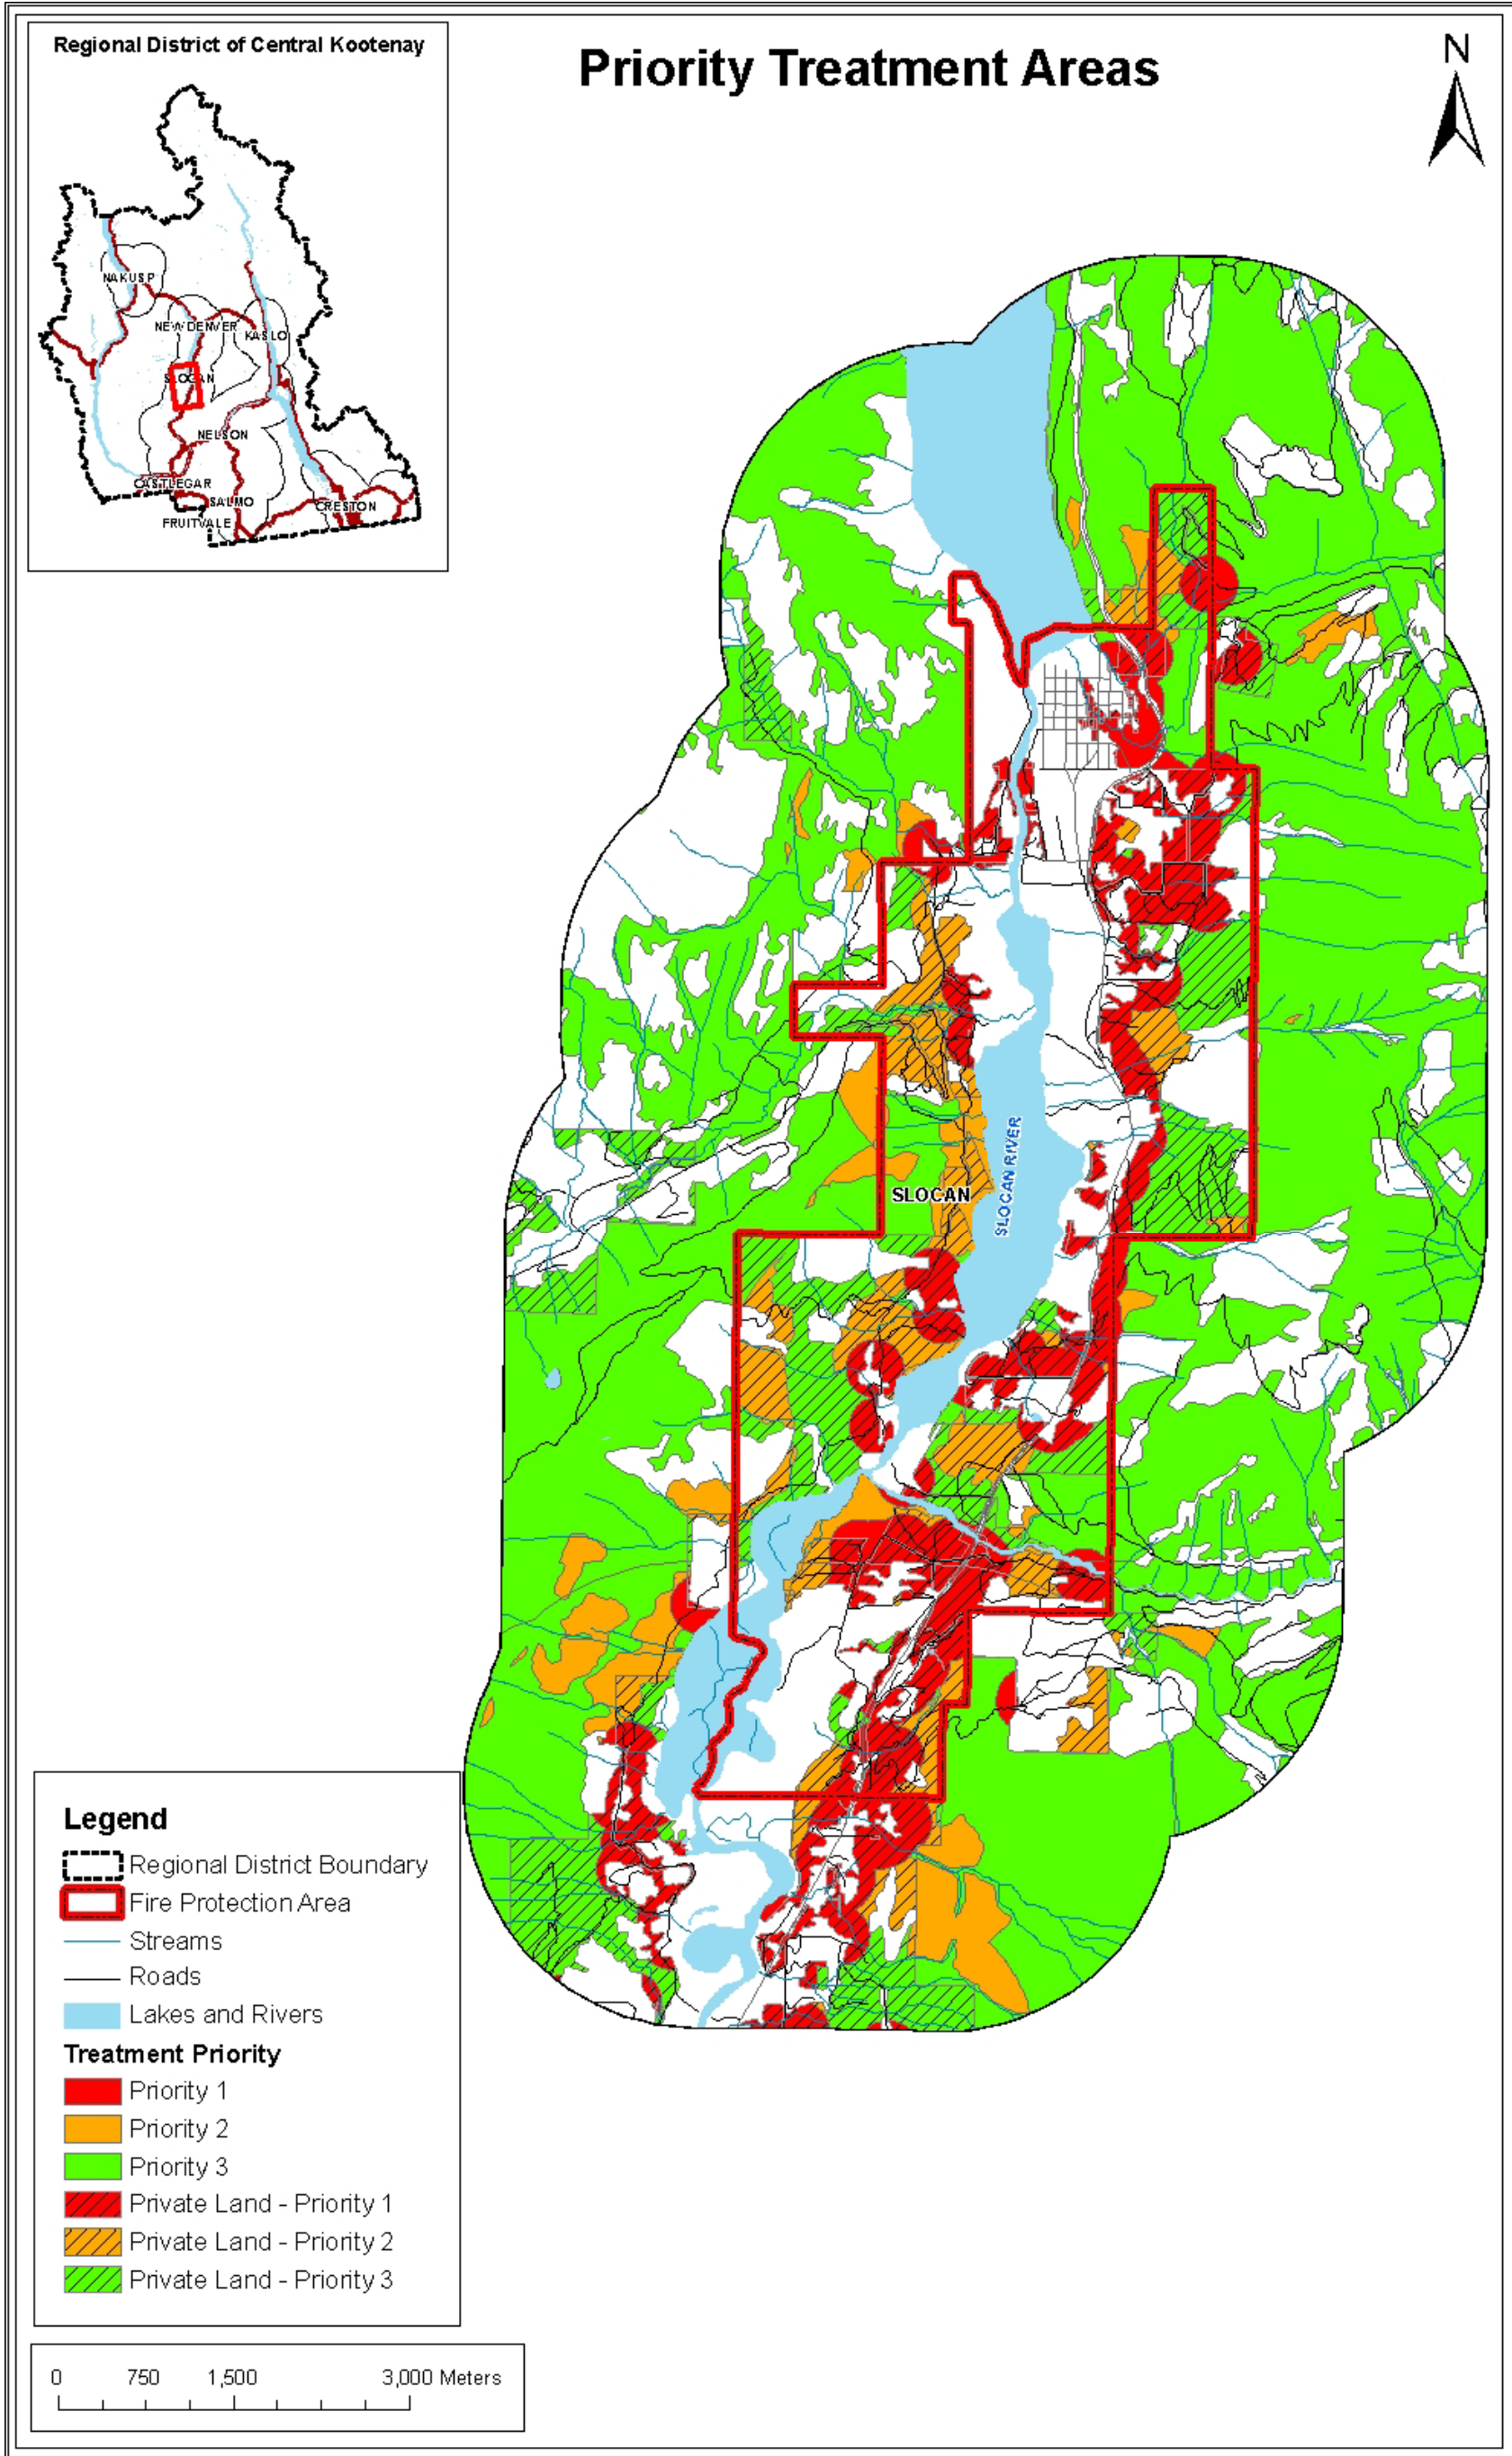 Regional District of Central Kootenay
Priority Treatment Areas
N
NAKUSP
NEW DENVER
KASLO
SLOCAN
NELSON
CASTLEGAR
SALMO
CRESTON
FRUITVALE
SLOCAN
SLOCAN RIVER
Legend
Regional District Boundary
Fire Protection Area
Streams
Roads
Lakes and Rivers
Treatment Priority
Priority 1
Priority 2
Priority 3
Private Land - Priority 1
Private Land - Priority 2
Private Land - Priority 3
0 750 1,500 3,000 Meters